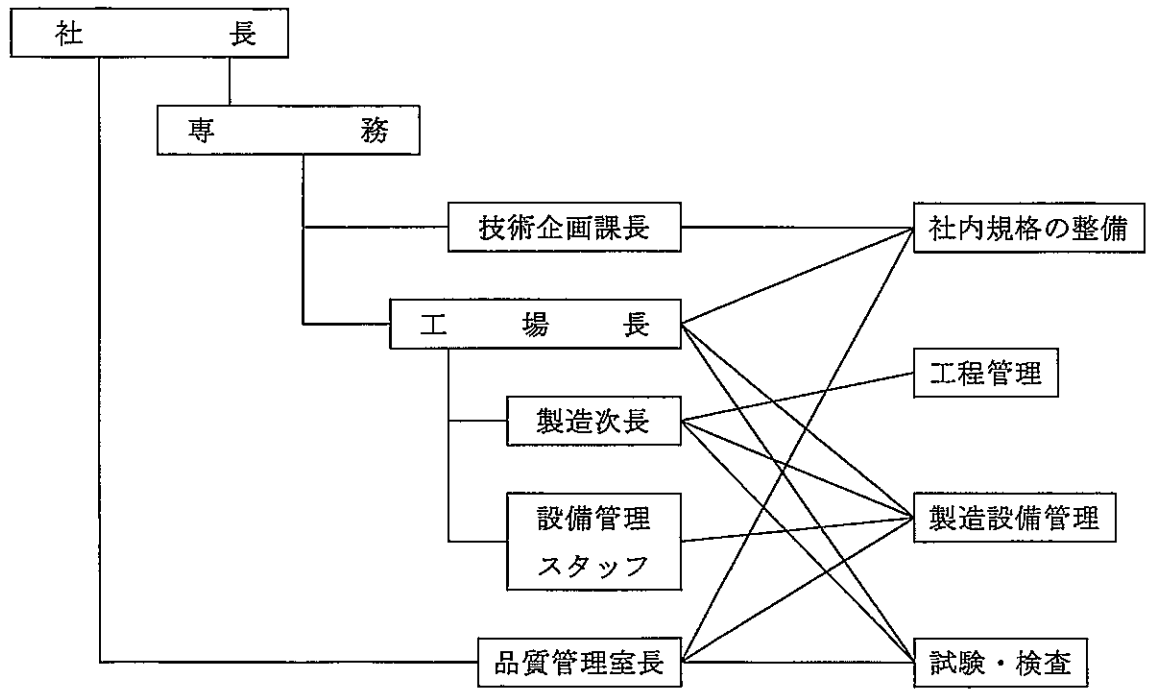 社長
専務
技術企画課長
社内規格の整備
工場長
工程管理
製造次長
設備管理
スタッフ
製造設備管理
品質管理室長
試験・検査